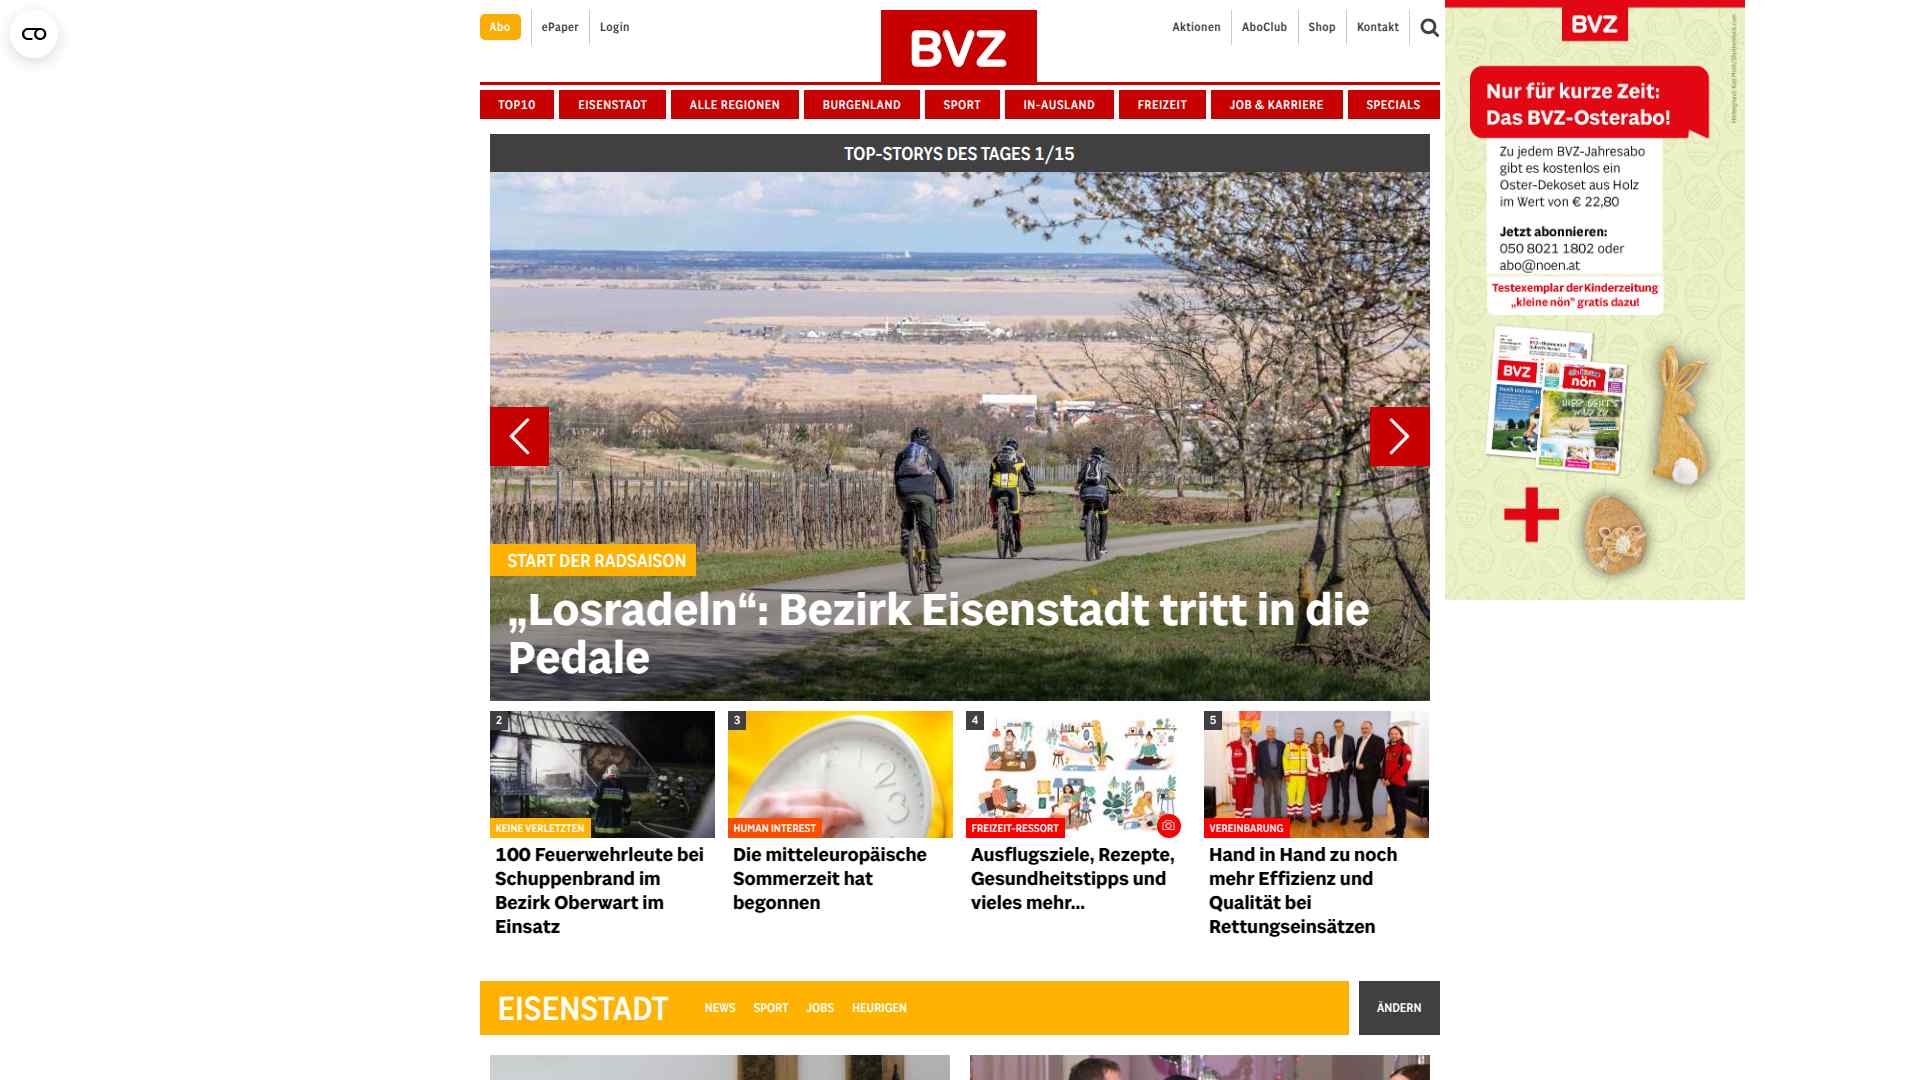 Abo
ePaper
Login
BVZ
Aktionen
AboClub
Shop
Kontakt
TOP10
EISENSTADT
ALLE REGIONEN
BURGENLAND
SPORT
IN-AUSLAND
FREIZEIT
JOB & KARRIERE
SPECIALS
TOP-STORYS DES TAGES 1/15
START DER RADSAISON
„Losradeln“: Bezirk Eisenstadt tritt in die
Pedale
2
KEINE VERLETZTEN
100 Feuerwehrleute bei
Schuppenbrand im
Bezirk Oberwart im
Einsatz
3
HUMAN INTEREST
Die mitteleuropäische
Sommerzeit hat
begonnen
4
FREIZEIT-RESSORT
Ausflugsziele, Rezepte,
Gesundheitstipps und
vieles mehr...
5
VEREINBARUNG
Hand in Hand zu noch
mehr Effizienz und
Qualität bei
Rettungseinsätzen
EISENSTADT
NEWS
SPORT
JOBS
HEURIGEN
ÄNDERN
BVZ
Nur für kurze Zeit:
Das BVZ-Osterabo!
Zu jedem BVZ-Jahresabo
gibt es kostenlos ein
Oster-Dekoset aus Holz
im Wert von € 22,80
Jetzt abonnieren:
050 8021 1802 oder
abo@noen.at
Testexemplar der Kinderzeitung
„kleine nön“ gratis dazu!
BVZ
nön